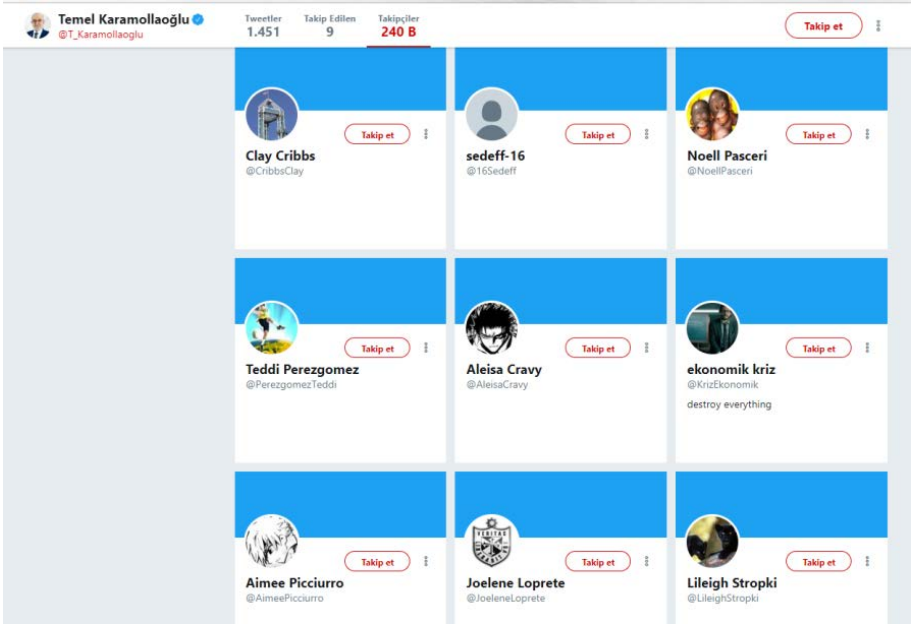 Temel Karamollaoğlu
@T_Karamollaoglu
Tweetler Takip Edilen Takipçiler
1.451 9 240 B
Takip et
Takip et Takip et Takip et
Clay Cribbs sedeff-16 Noell Pasceri
@CribbsClay @16Sedeff @NoellPasceri
Takip et Takip et Takip et
Teddi Perezgomez Aleisa Cravy ekonomik kriz
@PerezgomezTeddi @AleisaCravy @KrizEkonomik
destroy everything
VERITAS
Takip et Takip et Takip et
Aimee Picciurro Joelene Loprete Lileigh Stropki
@AimeePicciurro @JoeleneLoprete @LileighStropki